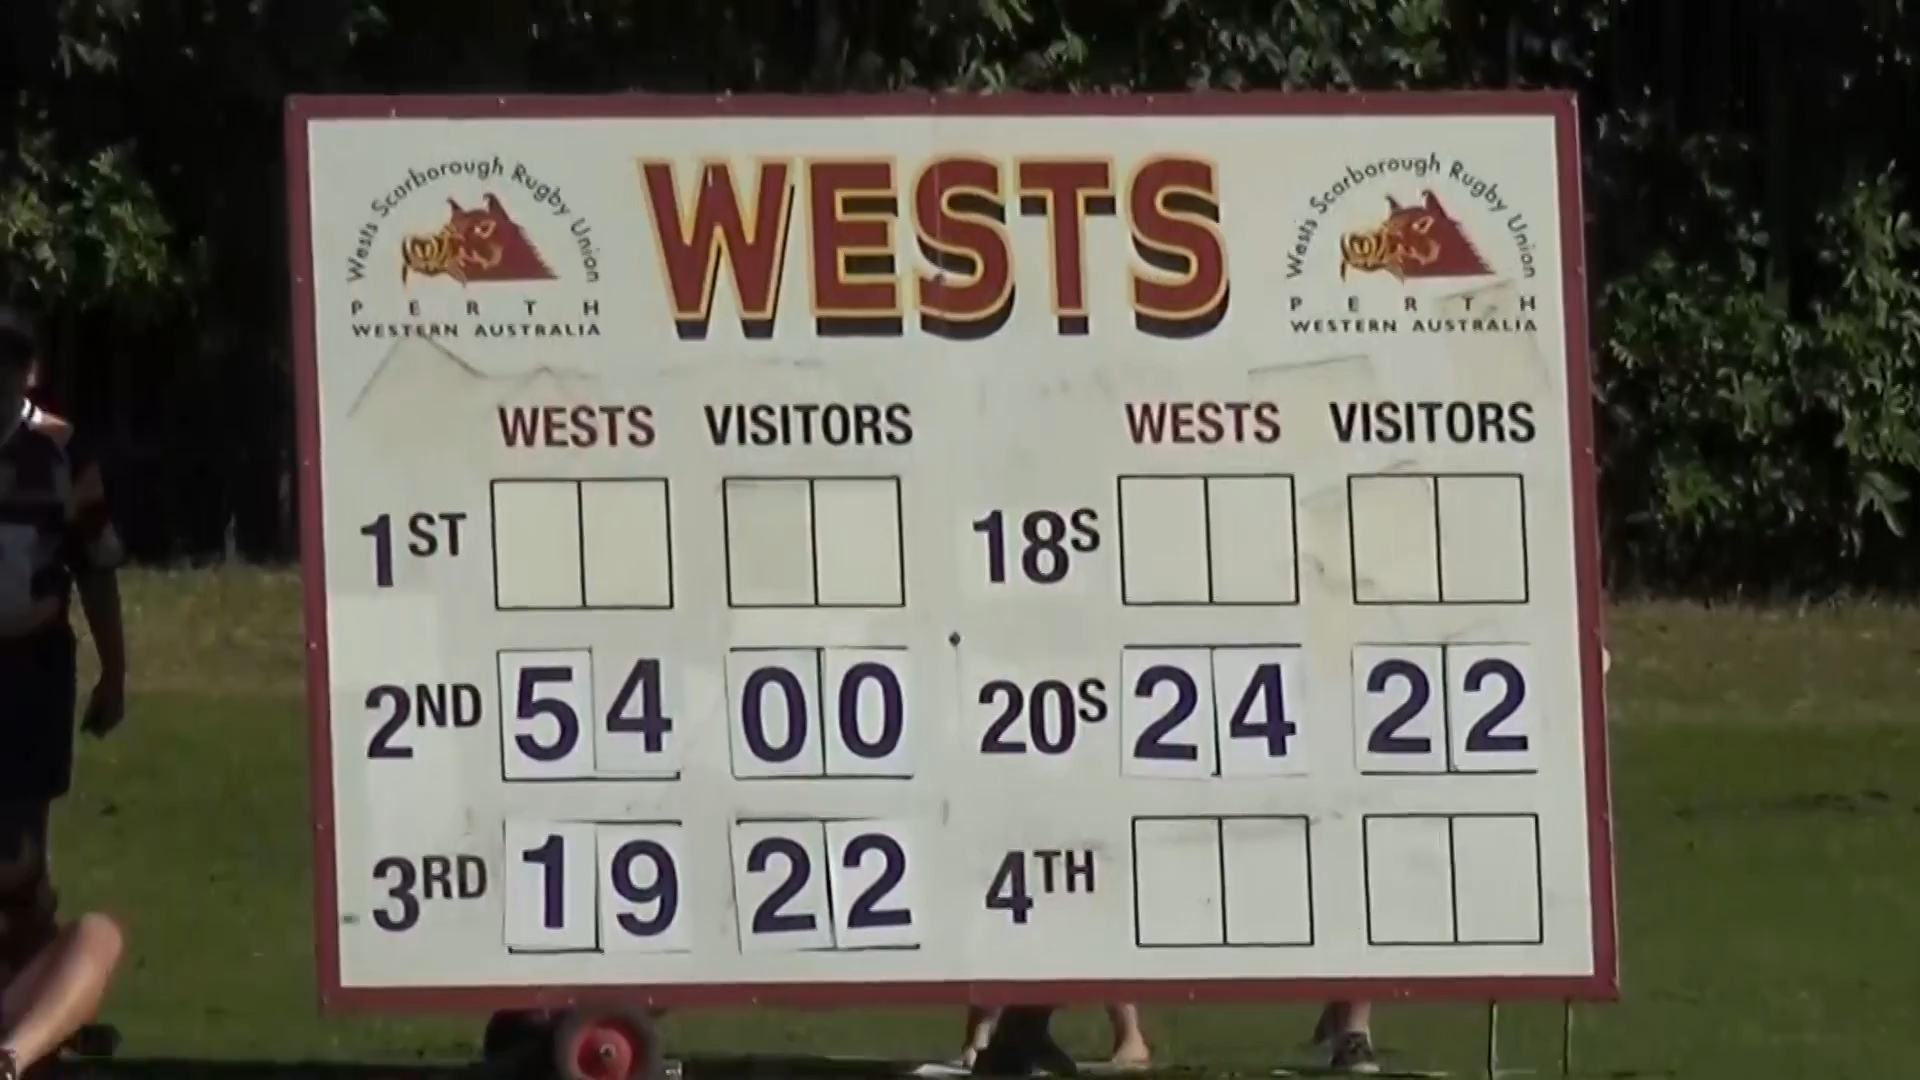 Wests Scarborough Rugby Union
PERTH
WESTERN AUSTRALIA
WESTS
Wests Scarborough Rugby Union
PERTH
WESTERN AUSTRALIA
WESTS VISITORS WESTS VISITORS
1ST 18S
2ND 54 00 20S 24 22
3RD 19 22 4TH